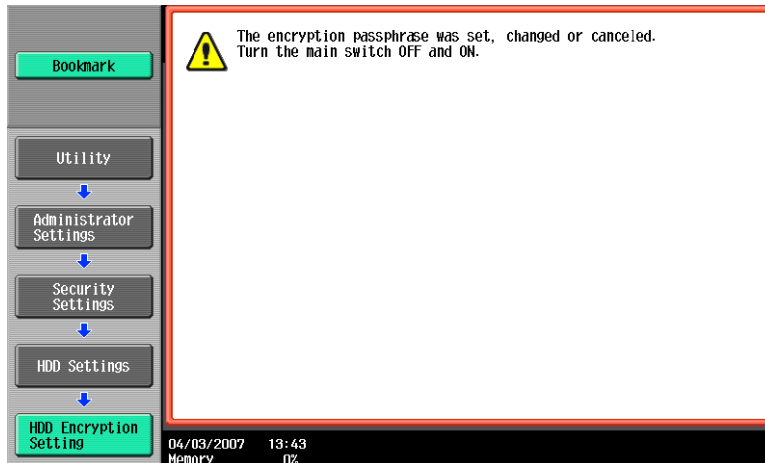 The encryption passphrase was set, changed or canceled.
Turn the main switch OFF and ON.
Bookmark
Utility
Administrator
Settings
Security
Settings
HDD Settings
HDD Encryption
Setting
04/03/2007 13:43
Memory 0%